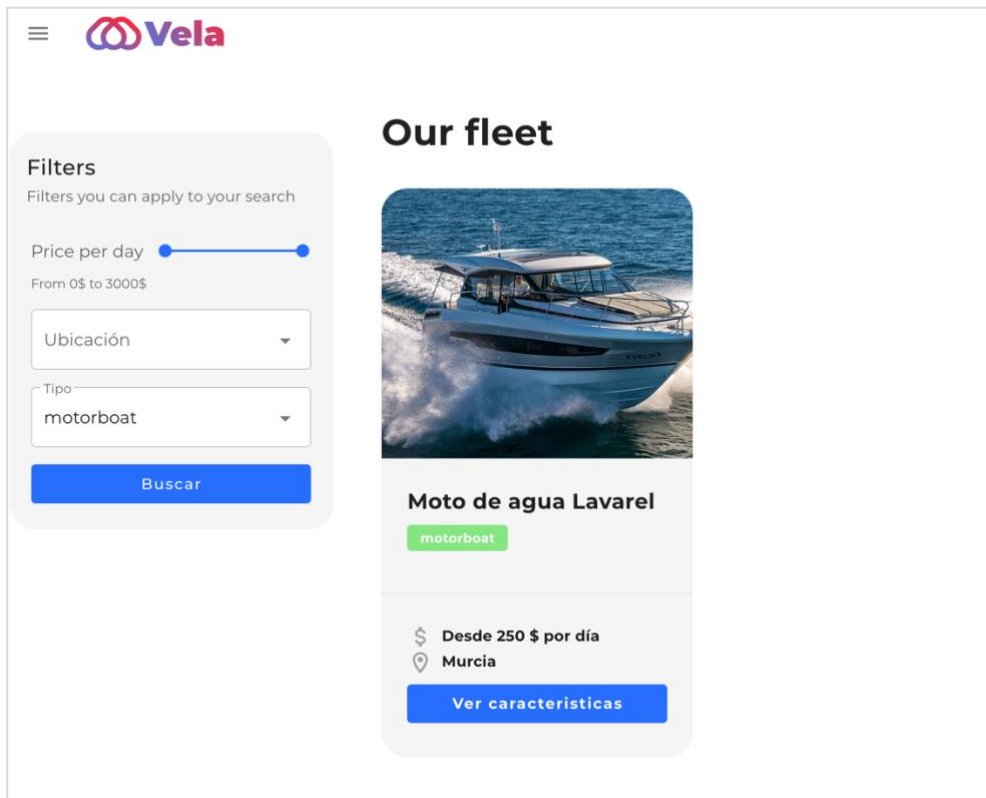 Vela
Our fleet
Filters
Filters you can apply to your search
Price per day
From 0$ to 3000$
Ubicación
Tipo
motorboat
Buscar
Moto de agua Lavarel
motorboat
Desde 250 $ por día
Murcia
Ver caracteristicas